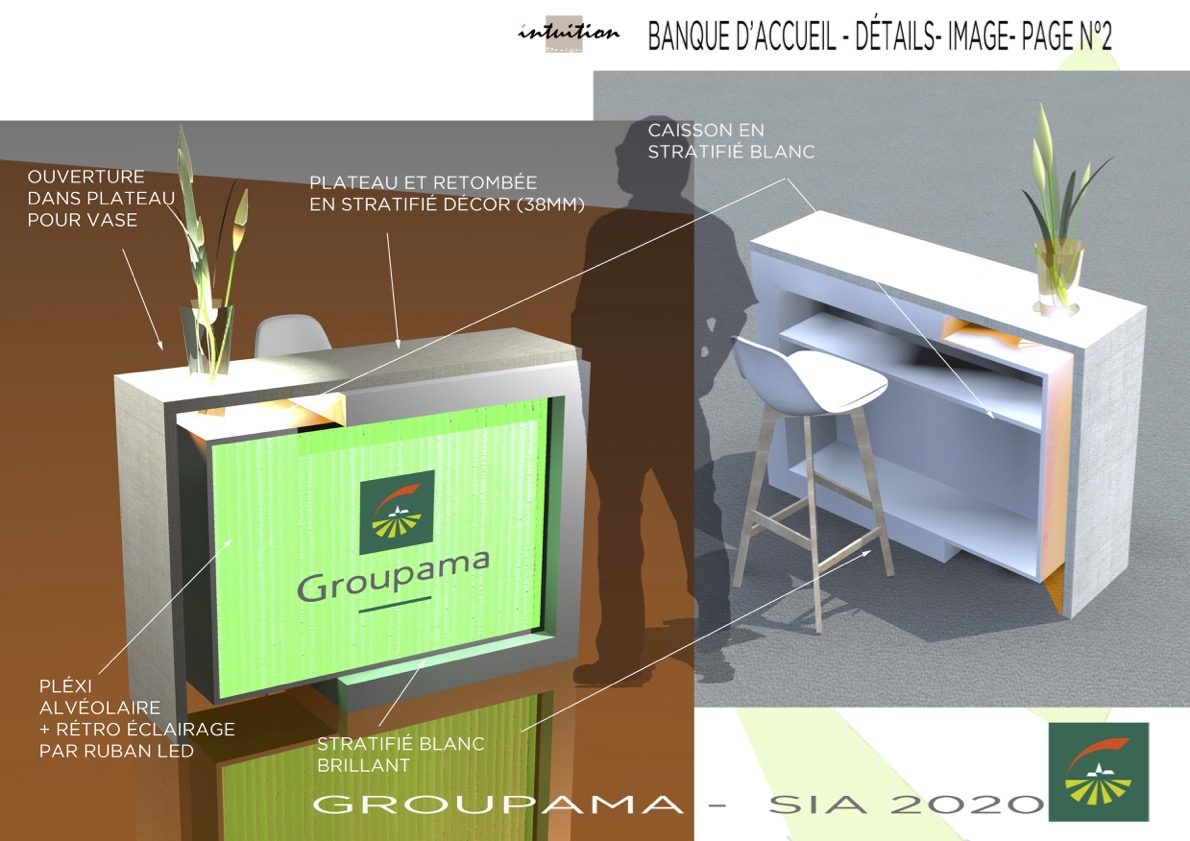 intuition
Design
BANQUE D'ACCUEIL - DÉTAILS- IMAGE- PAGE N°2
OUVERTURE
DANS PLATEAU
POUR VASE
PLATEAU ET RETOMBÉE
EN STRATIFIÉ DÉCOR (38MM)
CAISSON EN
STRATIFIÉ BLANC
Groupama
PLÉXI
ALVÉOLAIRE
+ RÉTRO ÉCLAIRAGE
PAR RUBAN LED
STRATIFIÉ BLANC
BRILLANT
GROUPAMA - SIA 2020